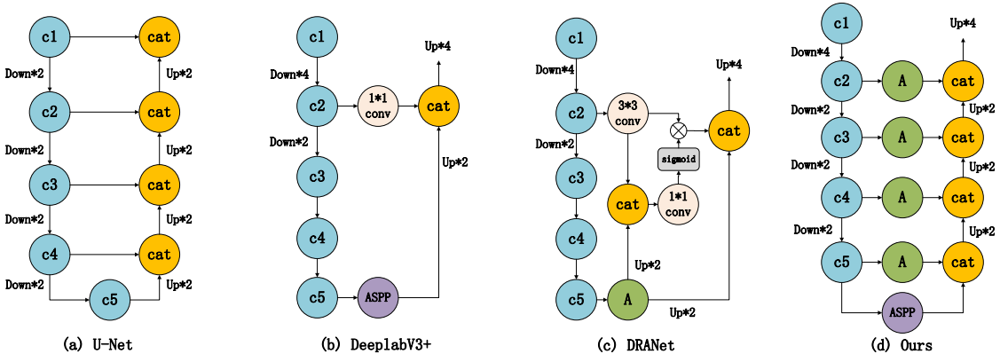 c1
cat
Down*2
Up*2
c2
cat
Down*2
Up*2
c3
cat
Down*2
Up*2
c4
cat
Down*2
Up*2
c5
(a) U-Net
c1
Up*4
Down*4
c2
1*1
conv
cat
Down*2
Up*2
c3
c4
c5
ASPP
(b) DeeplabV3+
c1
Up*4
Down*4
c2
3*3
conv
cat
Down*2
sigmoid
c3
cat
1*1
conv
c4
Up*2
c5
A
Up*2
(c) DRANet
c1
Up*4
Down*4
c2
A
cat
Down*2
Up*2
c3
A
cat
Down*2
Up*2
c4
A
cat
Down*2
Up*2
c5
A
cat
ASPP
(d) Ours